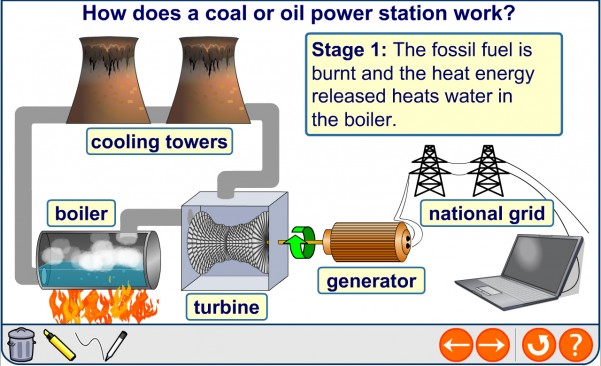 How does a coal or oil power station work?
Stage 1: The fossil fuel is
burnt and the heat energy
released heats water in
the boiler.
cooling towers
boiler
national grid
generator
turbine
?